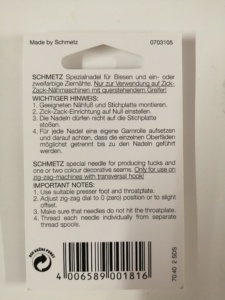 Made by Schmetz 0703105
SCHMETZ Spezialnadel für Biesen und ein- oder
zweifarbige Ziernähte. Nur zur Verwendung auf Zick-
Zack-Nähmaschinen mit querstehendem Greifer!
WICHTIGER HINWEIS:
1. Geeigneten Nähfuß und Stichplatte montieren.
2. Zick-Zack-Einrichtung auf Null einstellen.
3. Die Nadeln dürfen nicht an die Stichplatte
stoßen.
4. Für jede Nadel eine eigene Garnrolle aufsetzen
und darauf achten, dass die einzelnen Oberfäden
möglichst getrennt bis zu den Nadeln geführt
werden.
SCHMETZ special needle for producing tucks and
one or two colour decorative seams. Only for use on
zig-zag-machines with transversal hook!
IMPORTANT NOTES:
1. Use suitable presser foot and throatplate.
2. Adjust zig-zag dial to 0 (zero) position or to slight
offset.
3. Make sure that needles do not hit the throatplate.
4. Thread each needle individually from separate
thread spools.
DER GRÜNE PUNKT
4 006589 001816
70:45 2 SDS